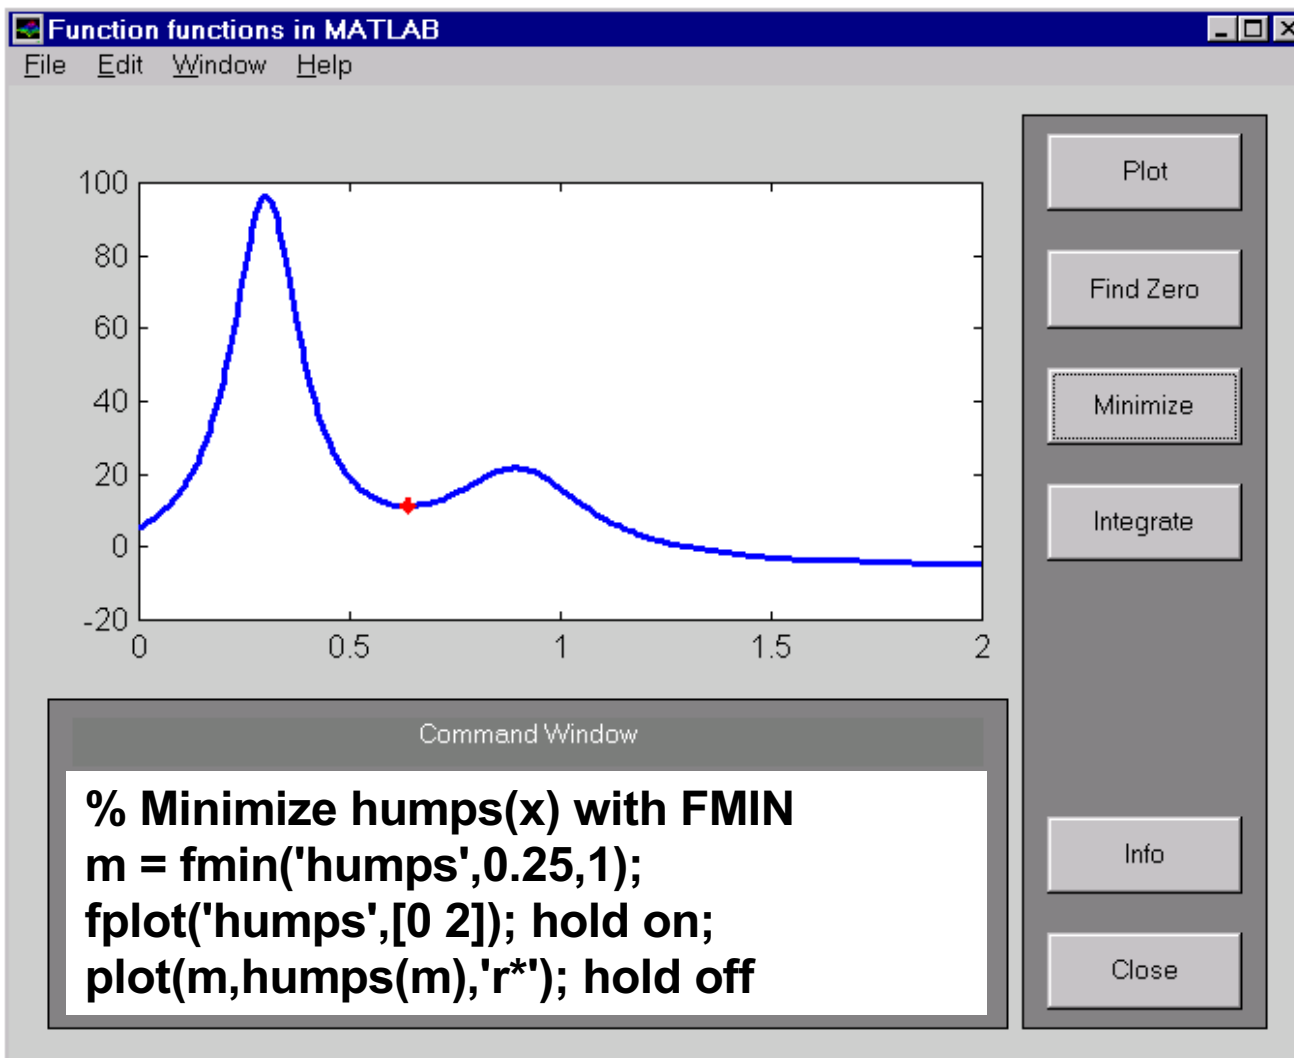 Function functions in MATLAB
File Edit Window Help
100
80
60
40
20
0
-20
0 0.5 1 1.5 2
Plot
Find Zero
Minimize
Integrate
Info
Close
Command Window
% Minimize humps(x) with FMIN
m = fmin('humps',0.25,1);
fplot('humps',[0 2]); hold on;
plot(m,humps(m),'r*'); hold off